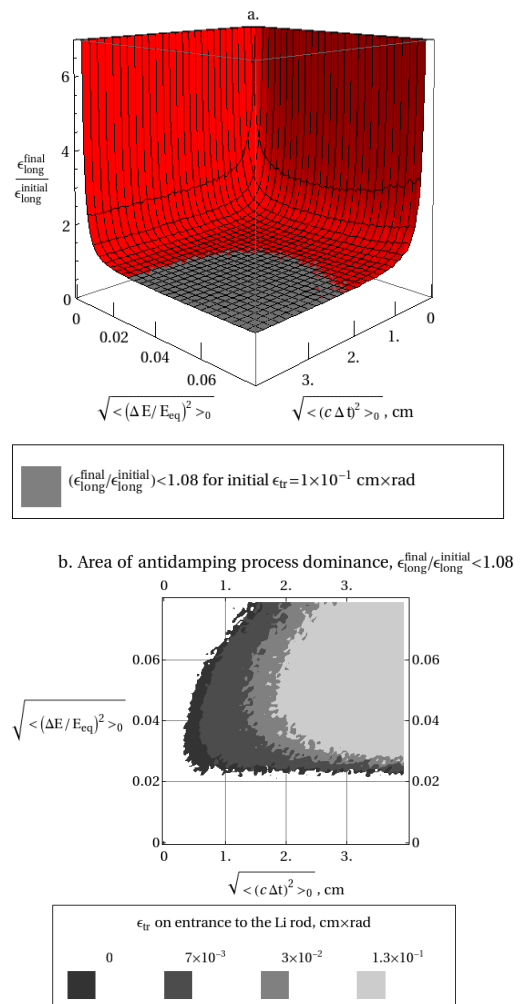 a.
6
4
2
0
ϵ_long^final / ϵ_long^initial
0
0.02
0.04
0.06
3.
2.
1.
0
√<(ΔE/E_eq)^2>_0
√<(c Δt)^2>_0 , cm
(ϵ_long^final/ϵ_long^initial)<1.08 for initial ϵ_tr=1×10^−1 cm×rad
b. Area of antidamping process dominance, ϵ_long^final/ϵ_long^initial<1.08
0 1. 2. 3.
0.06 0.06
√<(ΔE/E_eq)^2>_0
0.04 0.04
0.02 0.02
0 0
0 1. 2. 3.
√<(c Δt)^2>_0 , cm
ϵ_tr on entrance to the Li rod, cm×rad
0 7×10^−3 3×10^−2 1.3×10^−1